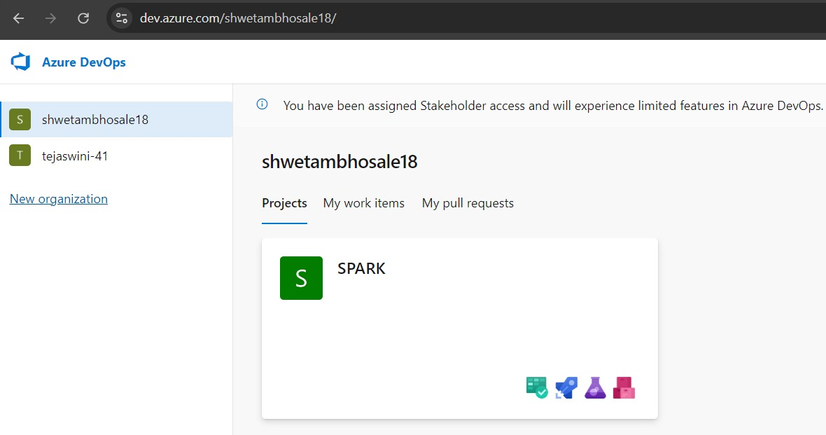 dev.azure.com/shwetambhosale18/
Azure DevOps
S shwetambhosale18
T tejaswini-41
New organization
You have been assigned Stakeholder access and will experience limited features in Azure DevOps.
shwetambhosale18
Projects My work items My pull requests
S SPARK